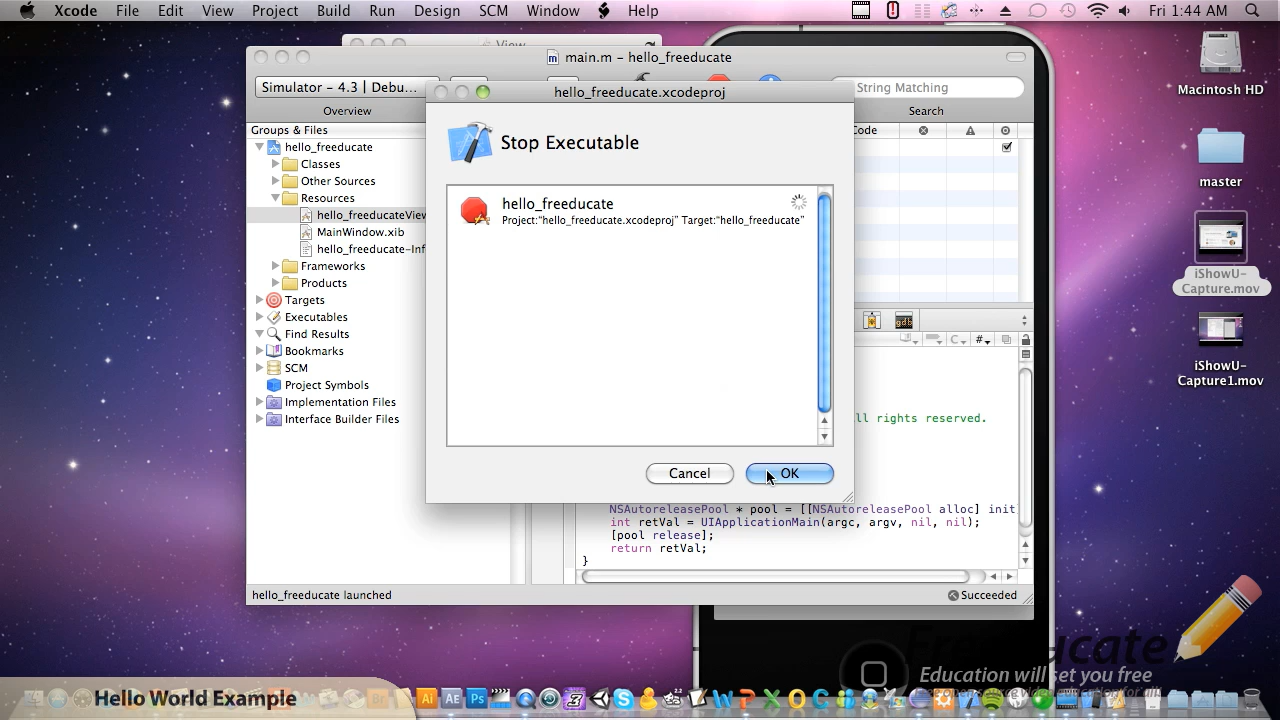 Xcode File Edit View Project Build Run Design SCM Window Help Fri 1:44 AM
View
main.m – hello_freeducate
Simulator - 4.3 | Debu... String Matching
hello_freeducate.xcodeproj
Overview Search
Groups & Files Code
hello_freeducate
Classes
Other Sources
Resources
hello_freeducateView
MainWindow.xib
hello_freeducate-Inf
Frameworks
Products
Targets
Executables
Find Results
Bookmarks
SCM
Project Symbols
Implementation Files
Interface Builder Files
Stop Executable
hello_freeducate
Project:"hello_freeducate.xcodeproj" Target:"hello_freeducate"
Cancel OK
gdb
C
#
ll rights reserved.
NSAutoreleasePool * pool = [[NSAutoreleasePool alloc] init
int retVal = UIApplicationMain(argc, argv, nil, nil);
[pool release];
return retVal;
}
hello_freeducate launched Succeeded
Macintosh HD
master
iShowU-
Capture.mov
iShowU-
Capture1.mov
Education will set you free
Hello World Example
Ai AE Ps